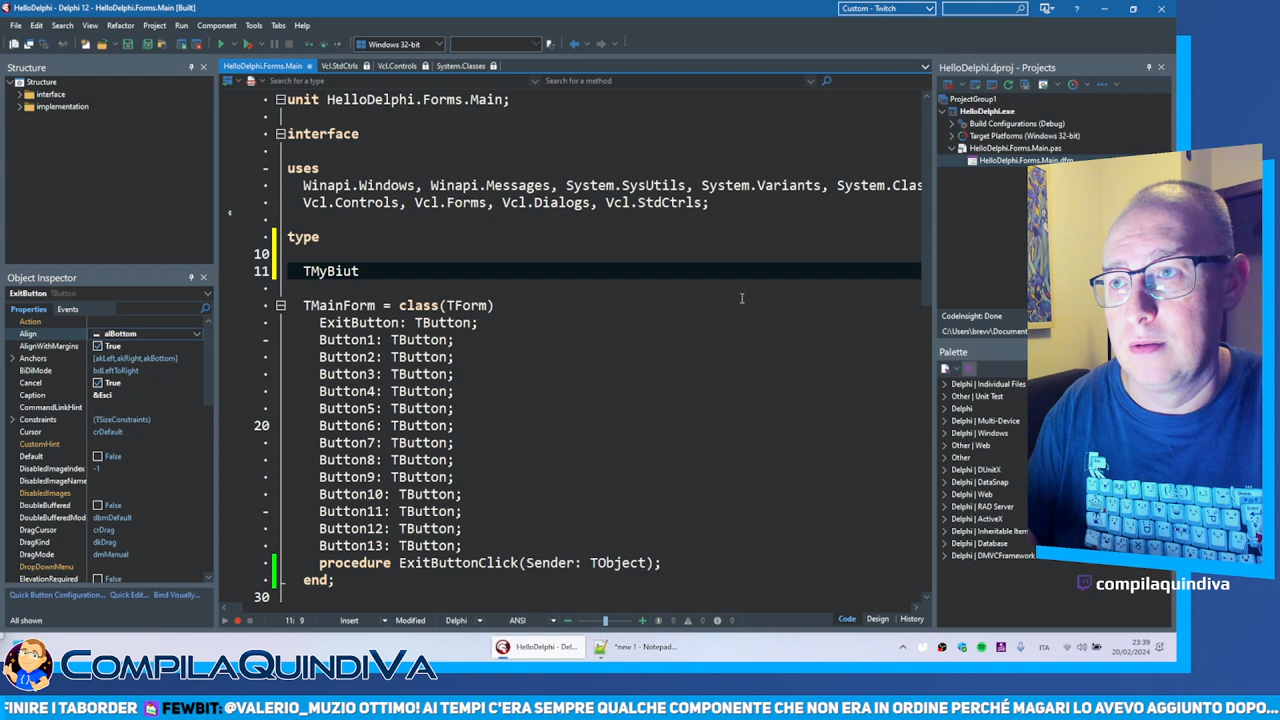 HelloDelphi - Delphi 12 - HelloDelphi.Forms.Main [Built]
Custom - Twitch
File Edit Search View Refactor Project Run Component Tools Tabs Help
Windows 32-bit
Structure
Structure
interface
implementation
HelloDelphi.Forms.Main
Vcl.StdCtrls
Vcl.Controls
System.Classes
Search for a type
Search for a method
unit HelloDelphi.Forms.Main;
interface
uses
Winapi.Windows, Winapi.Messages, System.SysUtils, System.Variants, System.Clas
Vcl.Controls, Vcl.Forms, Vcl.Dialogs, Vcl.StdCtrls;
type
10
11 TMyBiut
TMainForm = class(TForm)
ExitButton: TButton;
Button1: TButton;
Button2: TButton;
Button3: TButton;
Button4: TButton;
Button5: TButton;
20 Button6: TButton;
Button7: TButton;
Button8: TButton;
Button9: TButton;
Button10: TButton;
Button11: TButton;
Button12: TButton;
Button13: TButton;
procedure ExitButtonClick(Sender: TObject);
end;
30
11: 9 Insert Modified Delphi ANSI 0 0 0 Code Design History
Object Inspector
ExitButton TButton
Properties Events
Action
Align alBottom
AlignWithMargins True
Anchors [akLeft,akRight,akBottom]
BiDiMode bdLeftToRight
Cancel True
Caption &Esci
CommandLinkHint
Constraints (TSizeConstraints)
Cursor crDefault
CustomHint
Default False
DisabledImageIndex -1
DisabledImageName
DisabledImages
DoubleBuffered False
DoubleBufferedMod dbmDefault
DragCursor crDrag
DragKind dkDrag
DragMode dmManual
DropDownMenu
ElevationRequired False
Quick Button Configuration... Quick Edit... Bind Visually...
All shown
HelloDelphi.dproj - Projects
ProjectGroup1
HelloDelphi.exe
Build Configurations (Debug)
Target Platforms (Windows 32-bit)
HelloDelphi.Forms.Main.pas
HelloDelphi.Forms.Main.dfm
CodeInsight: Done.
C:\Users\brevv\Document
Palette
Delphi | Individual Files
Other | Unit Test
Delphi
Delphi | Multi-Device
Delphi | Windows
Other | Web
Other
Delphi | DUnitX
Delphi | DataSnap
Delphi | Web
Delphi | RAD Server
Delphi | ActiveX
Delphi | Inheritable Item
Delphi | Database
Delphi | DMVCFramework
compilaquindiva
HelloDelphi - Del...
*new 1 - Notepad...
ITA
23:39
20/02/2024
CompilaQuindiVa
FINIRE I TABORDER FEWBIT: @VALERIO_MUZIO OTTIMO! AI TEMPI C'ERA SEMPRE QUALCHE COMPONENTE CHE NON ERA IN ORDINE PERCHÉ MAGARI LO AVEVO AGGIUNTO DOPO...